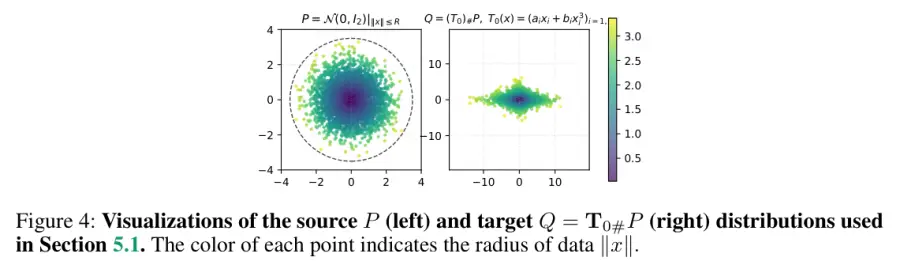 P = N(0, I₂)|‖x‖≤R
Q = (T₀)#P, T₀(x) = (aᵢxᵢ + bᵢxᵢ³)ᵢ₌₁,
4
2
0
−2
−4
−4 −2 0 2 4
10
0
−10
−10 0 10
3.0
2.5
2.0
1.5
1.0
0.5
Figure 4: Visualizations of the source P (left) and target Q = T₀#P (right) distributions used
in Section 5.1. The color of each point indicates the radius of data ‖x‖.